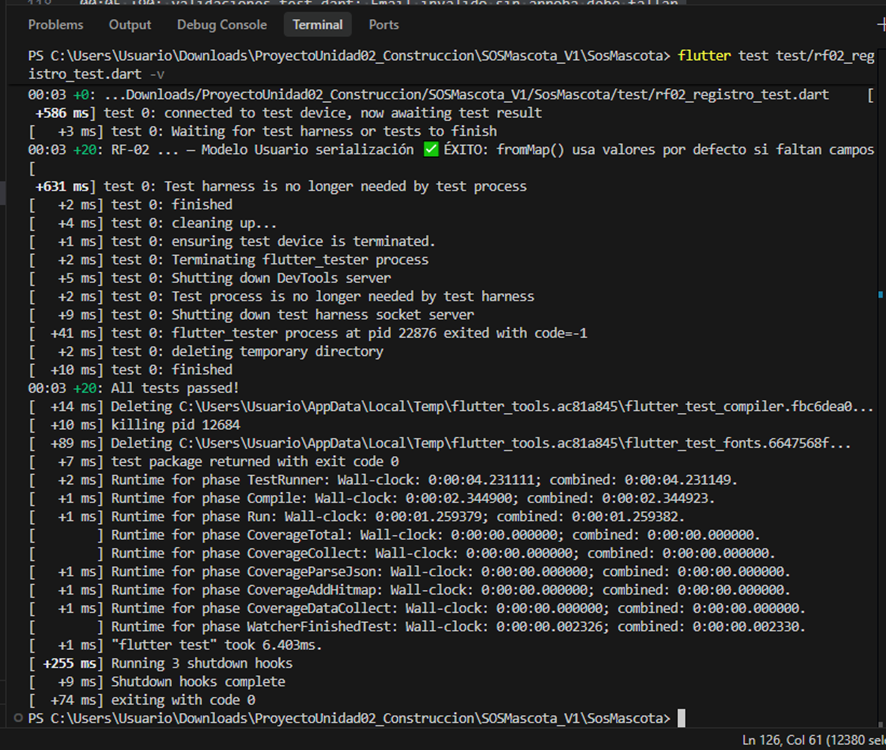 Problems Output Debug Console Terminal Ports
PS C:\Users\Usuario\Downloads\ProyectoUnidad02_Construccion\SOSMascota_V1\SosMascota> flutter test test/rf02_reg
istro_test.dart -v
00:03 +0: ...Downloads/ProyectoUnidad02_Construccion/SOSMascota_V1/SosMascota/test/rf02_registro_test.dart [
+586 ms] test 0: connected to test device, now awaiting test result
[ +3 ms] test 0: Waiting for test harness or tests to finish
00:03 +20: RF-02 ... — Modelo Usuario serialización ✅ ÉXITO: fromMap() usa valores por defecto si faltan campos
[
+631 ms] test 0: Test harness is no longer needed by test process
[ +2 ms] test 0: finished
[ +4 ms] test 0: cleaning up...
[ +1 ms] test 0: ensuring test device is terminated.
[ +2 ms] test 0: Terminating flutter_tester process
[ +5 ms] test 0: Shutting down DevTools server
[ +2 ms] test 0: Test process is no longer needed by test harness
[ +9 ms] test 0: Shutting down test harness socket server
[ +41 ms] test 0: flutter_tester process at pid 22876 exited with code=-1
[ +2 ms] test 0: deleting temporary directory
[ +10 ms] test 0: finished
00:03 +20: All tests passed!
[ +14 ms] Deleting C:\Users\Usuario\AppData\Local\Temp\flutter_tools.ac81a845\flutter_test_compiler.fbc6dea0...
[ +10 ms] killing pid 12684
[ +89 ms] Deleting C:\Users\Usuario\AppData\Local\Temp\flutter_tools.ac81a845\flutter_test_fonts.6647568f...
[ +7 ms] test package returned with exit code 0
[ +2 ms] Runtime for phase TestRunner: Wall-clock: 0:00:04.231111; combined: 0:00:04.231149.
[ +1 ms] Runtime for phase Compile: Wall-clock: 0:00:02.344900; combined: 0:00:02.344923.
[ +1 ms] Runtime for phase Run: Wall-clock: 0:00:01.259379; combined: 0:00:01.259382.
[ ] Runtime for phase CoverageTotal: Wall-clock: 0:00:00.000000; combined: 0:00:00.000000.
[ ] Runtime for phase CoverageCollect: Wall-clock: 0:00:00.000000; combined: 0:00:00.000000.
[ +1 ms] Runtime for phase CoverageParseJson: Wall-clock: 0:00:00.000000; combined: 0:00:00.000000.
[ +1 ms] Runtime for phase CoverageAddHitmap: Wall-clock: 0:00:00.000000; combined: 0:00:00.000000.
[ +1 ms] Runtime for phase CoverageDataCollect: Wall-clock: 0:00:00.000000; combined: 0:00:00.000000.
[ ] Runtime for phase WatcherFinishedTest: Wall-clock: 0:00:00.002326; combined: 0:00:00.002330.
[ +1 ms] "flutter test" took 6.403ms.
[ +255 ms] Running 3 shutdown hooks
[ +9 ms] Shutdown hooks complete
[ +74 ms] exiting with code 0
PS C:\Users\Usuario\Downloads\ProyectoUnidad02_Construccion\SOSMascota_V1\SosMascota>
Ln 126, Col 61 (12380 sele